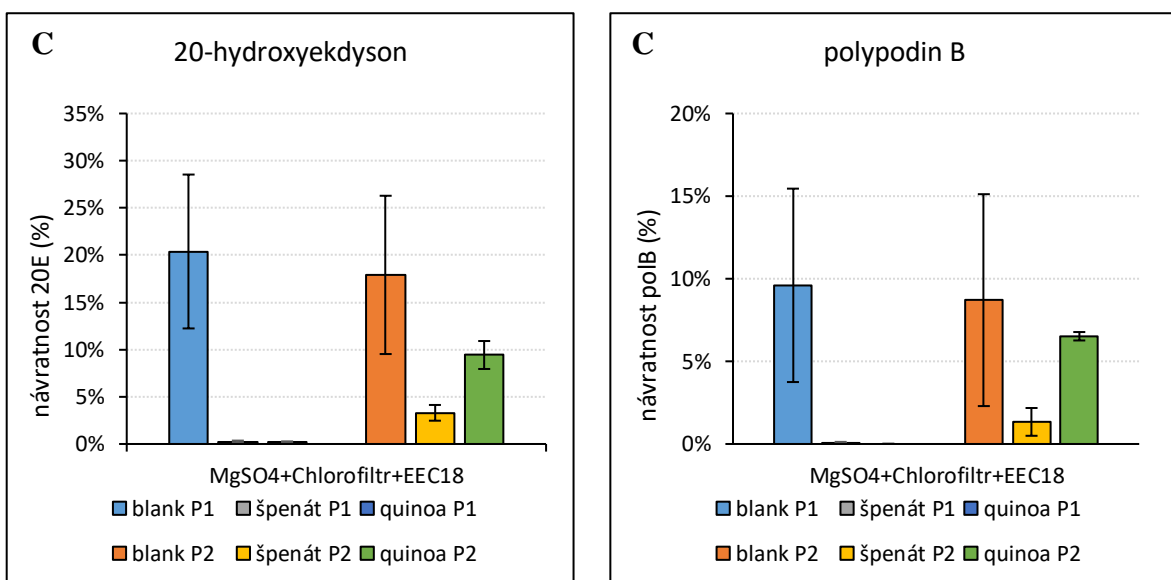 C
20-hydroxyekdyson
návratnost 20E (%)
35%
30%
25%
20%
15%
10%
5%
0%
MgSO4+Chlorofiltr+EEC18
blank P1 špenát P1 quinoa P1
blank P2 špenát P2 quinoa P2
C
polypodin B
návratnost polB (%)
20%
15%
10%
5%
0%
MgSO4+Chlorofiltr+EEC18
blank P1 špenát P1 quinoa P1
blank P2 špenát P2 quinoa P2